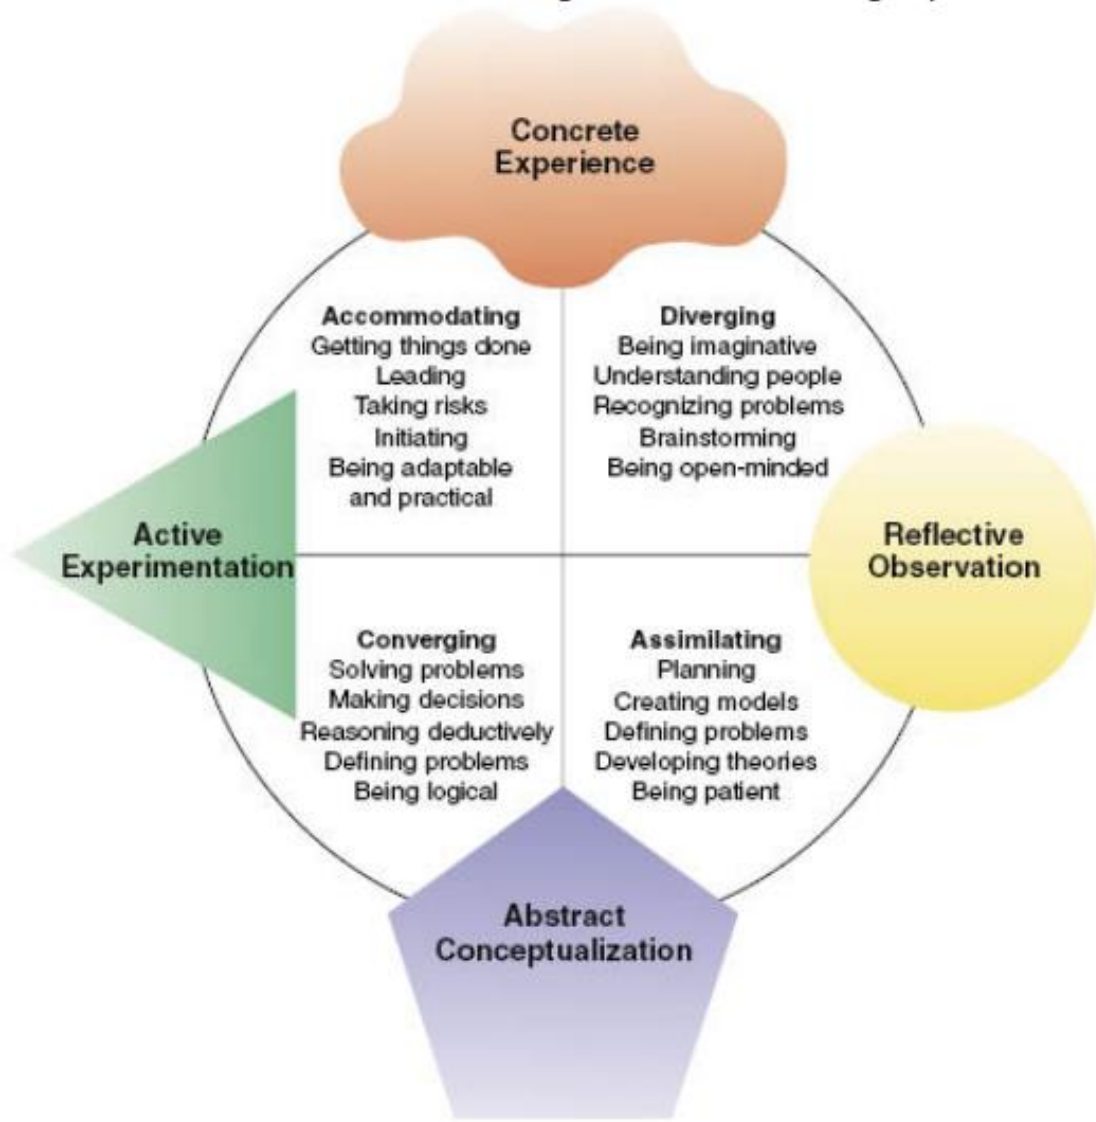 Concrete
Experience
Accommodating
Getting things done
Leading
Taking risks
Initiating
Being adaptable
and practical
Diverging
Being imaginative
Understanding people
Recognizing problems
Brainstorming
Being open-minded
Active
Experimentation
Reflective
Observation
Converging
Solving problems
Making decisions
Reasoning deductively
Defining problems
Being logical
Assimilating
Planning
Creating models
Defining problems
Developing theories
Being patient
Abstract
Conceptualization